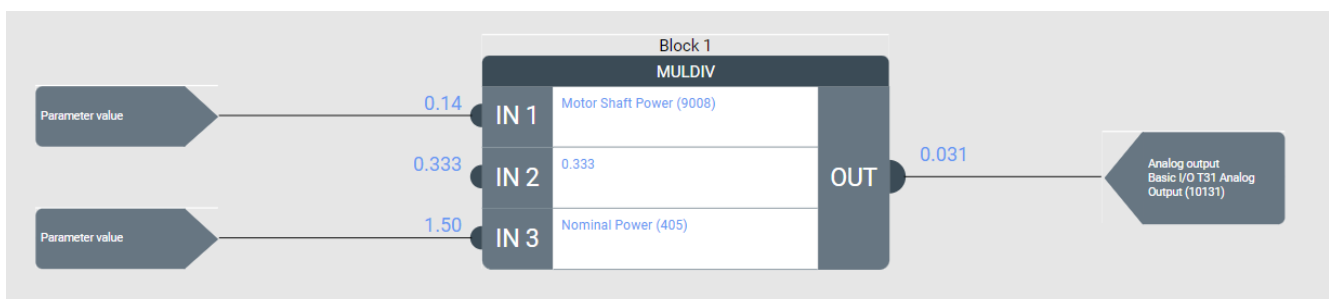 Block 1
MULDIV
Parameter value
0.14
IN 1
Motor Shaft Power (9008)
0.333
IN 2
0.333
OUT
0.031
Analog output
Basic I/O T31 Analog
Output (10131)
Parameter value
1.50
IN 3
Nominal Power (405)